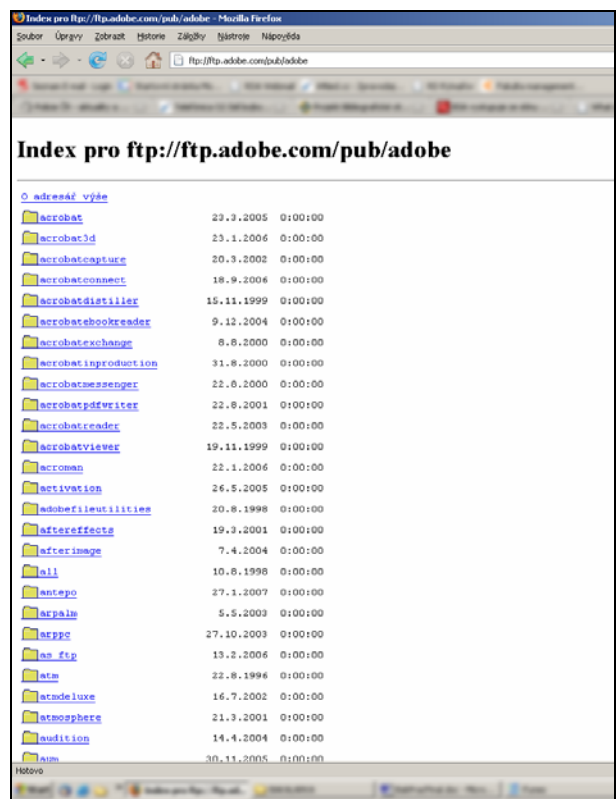 Index pro ftp://ftp.adobe.com/pub/adobe - Mozilla Firefox
Soubor Úpravy Zobrazit Historie Záložky Nástroje Nápověda
ftp://ftp.adobe.com/pub/adobe
Index pro ftp://ftp.adobe.com/pub/adobe
O adresář výše
acrobat 23.3.2005 0:00:00
acrobat3d 23.1.2006 0:00:00
acrobatcapture 20.3.2002 0:00:00
acrobatconnect 18.9.2006 0:00:00
acrobatdistiller 15.11.1999 0:00:00
acrobatebookreader 9.12.2004 0:00:00
acrobatexchange 8.8.2000 0:00:00
acrobatinproduction 31.8.2000 0:00:00
acrobatmessenger 22.8.2000 0:00:00
acrobatpdfwriter 22.8.2001 0:00:00
acrobatreader 22.5.2003 0:00:00
acrobatviewer 19.11.1999 0:00:00
acroman 22.1.2006 0:00:00
activation 26.5.2005 0:00:00
adobefileutilities 20.8.1998 0:00:00
aftereffects 19.3.2001 0:00:00
afterimage 7.4.2004 0:00:00
all 10.8.1998 0:00:00
antepo 27.1.2007 0:00:00
arpalm 5.5.2003 0:00:00
arppc 27.10.2003 0:00:00
as ftp 13.2.2006 0:00:00
atm 22.8.1996 0:00:00
atmdeluxe 16.7.2002 0:00:00
atmosphere 21.3.2001 0:00:00
audition 14.4.2004 0:00:00
30.11.2005 0:00:00
Hotovo